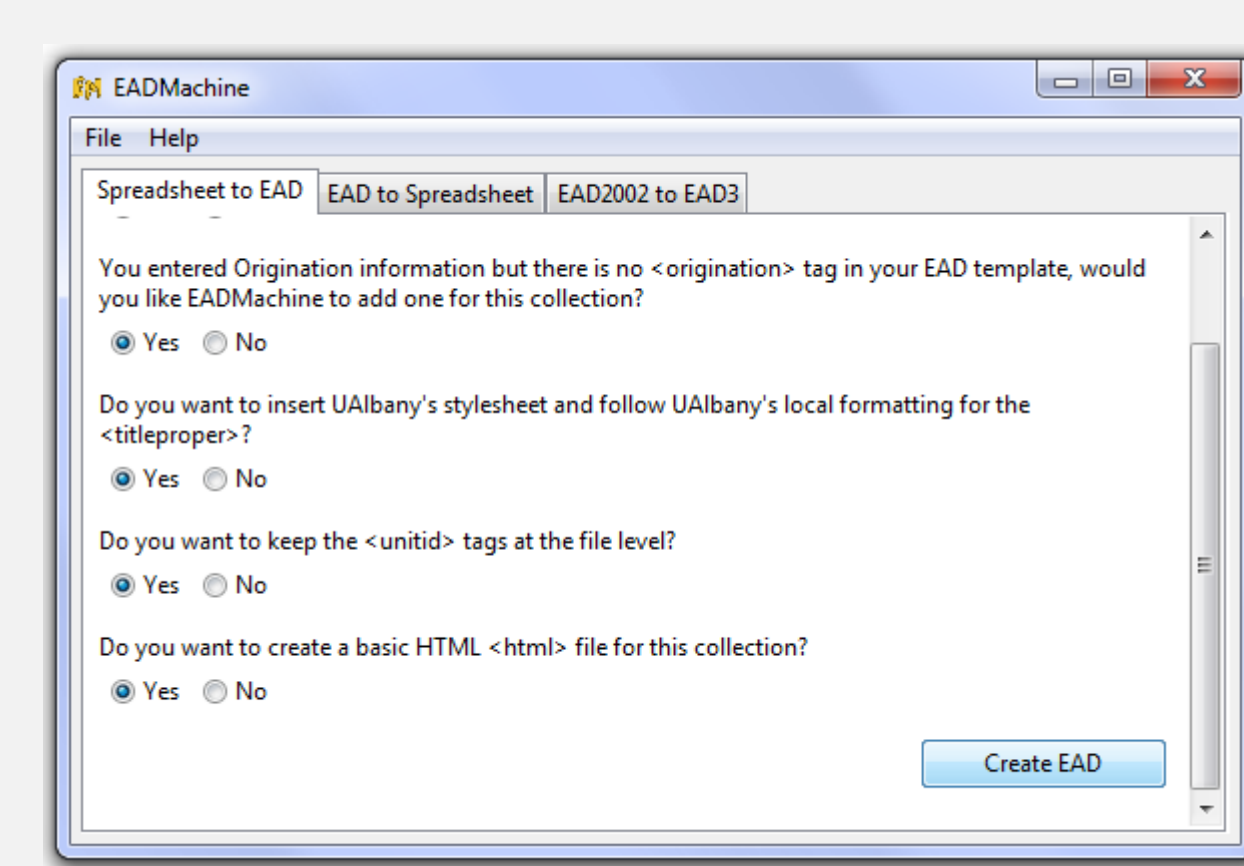 EADMachine
File Help
Spreadsheet to EAD EAD to Spreadsheet EAD2002 to EAD3
You entered Origination information but there is no <origination> tag in your EAD template, would
you like EADMachine to add one for this collection?
Yes No
Do you want to insert UAlbany's stylesheet and follow UAlbany's local formatting for the
<titleproper>?
Yes No
Do you want to keep the <unitid> tags at the file level?
Yes No
Do you want to create a basic HTML <html> file for this collection?
Yes No
Create EAD